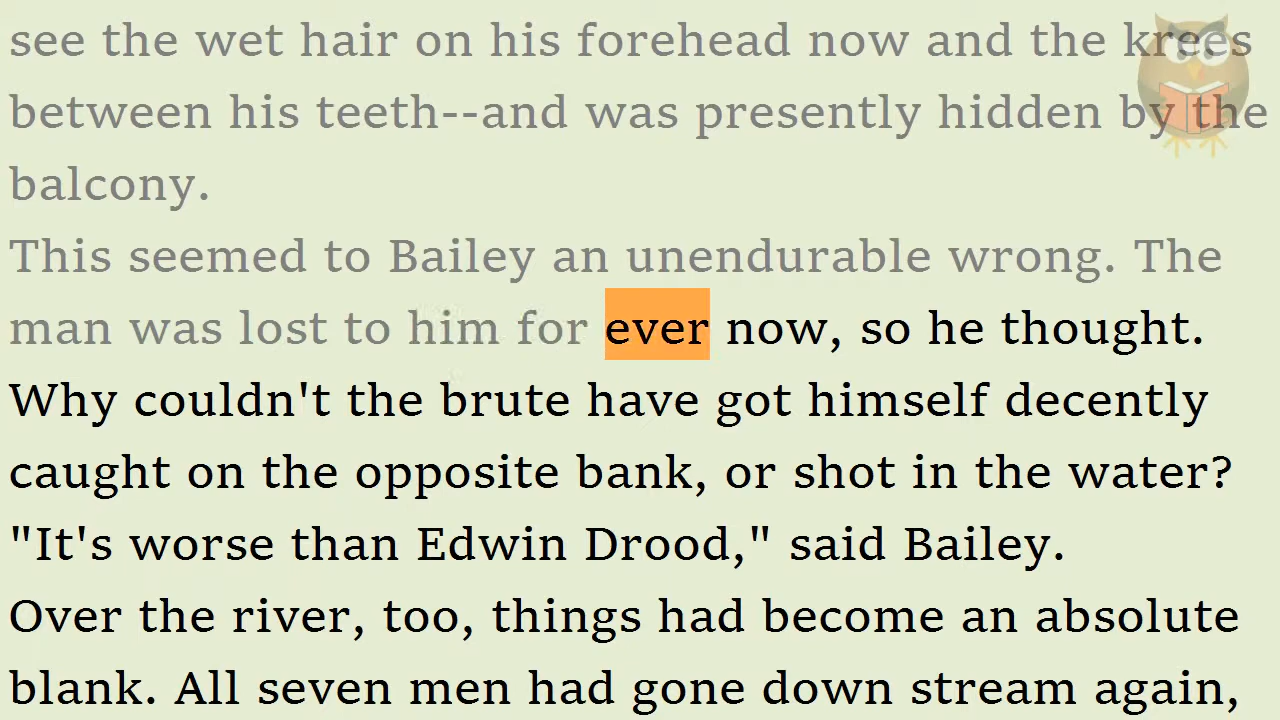 see the wet hair on his forehead now and the krees
between his teeth--and was presently hidden by the
balcony.
This seemed to Bailey an unendurable wrong. The
man was lost to him for ever now, so he thought.
Why couldn't the brute have got himself decently
caught on the opposite bank, or shot in the water?
"It's worse than Edwin Drood," said Bailey.
Over the river, too, things had become an absolute
blank. All seven men had gone down stream again,